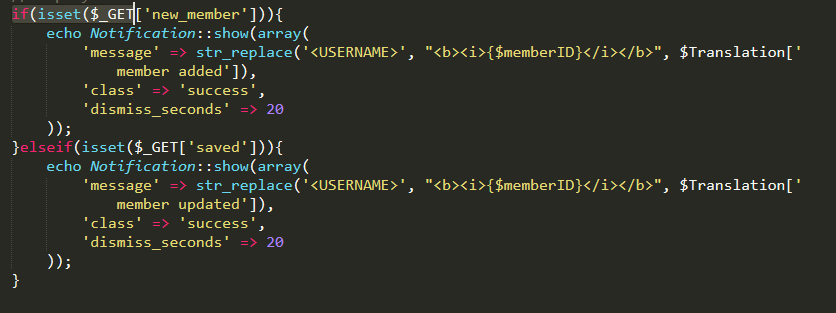 if(isset($_GET['new_member'])){
    echo Notification::show(array(
        'message' => str_replace('<USERNAME>', "<b><i>{$memberID}</i></b>", $Translation['
            member added']),
        'class' => 'success',
        'dismiss_seconds' => 20
    ));
}elseif(isset($_GET['saved'])){
    echo Notification::show(array(
        'message' => str_replace('<USERNAME>', "<b><i>{$memberID}</i></b>", $Translation['
            member updated']),
        'class' => 'success',
        'dismiss_seconds' => 20
    ));
}